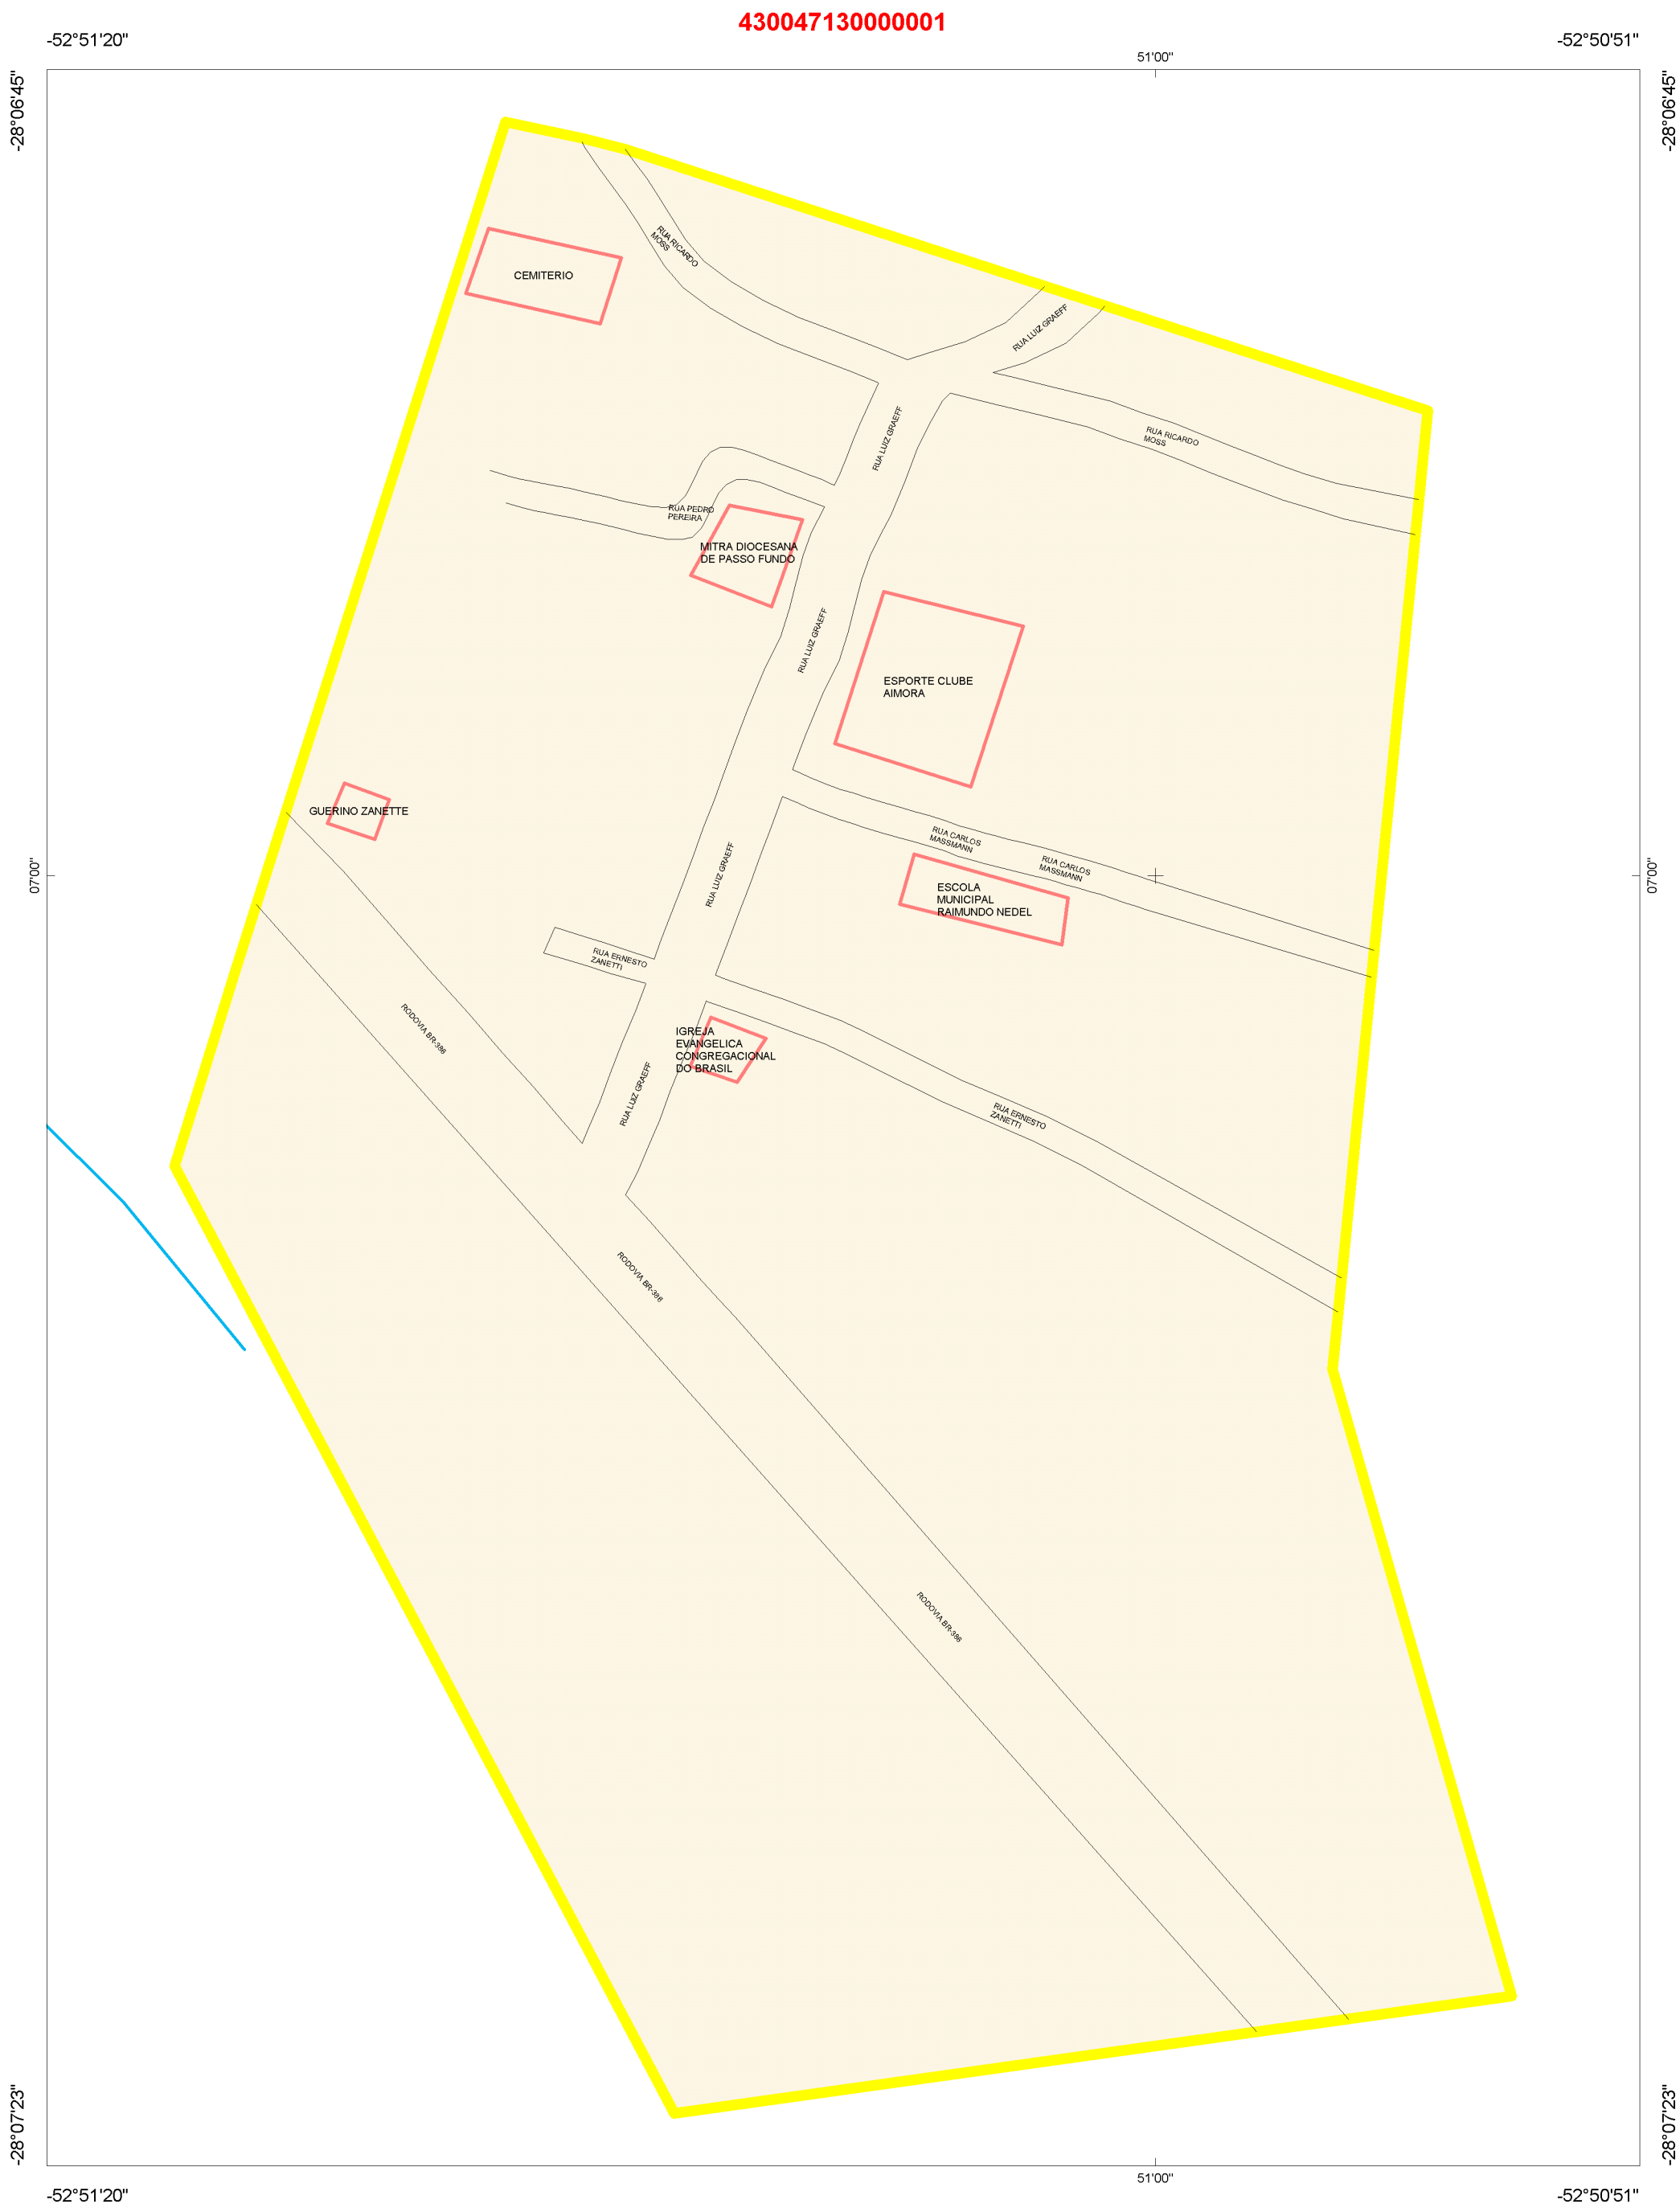 430047130000001
-52°51'20"
51'00"
-52°50'51"
-28°06'45"
-28°06'45"
RUA RICARDO
MOSS
CEMITERIO
RUA LUIZ GRAEFF
RUA LUIZ GRAEFF
RUA RICARDO
MOSS
RUA PEDRO
PEREIRA
MITRA DIOCESANA
DE PASSO FUNDO
RUA LUIZ GRAEFF
ESPORTE CLUBE
AIMORA
GUERINO ZANETTE
RUA CARLOS
MASSMANN
RUA CARLOS
MASSMANN
07'00"
07'00"
RUA LUIZ GRAEFF
ESCOLA
MUNICIPAL
RAIMUNDO NEDEL
RUA ERNESTO
ZANETTI
RODOVIA BR-386
IGREJA
EVANGELICA
CONGREGACIONAL
DO BRASIL
RUA LUIZ GRAEFF
RUA ERNESTO
ZANETTI
RODOVIA BR-386
RODOVIA BR-386
-28°07'23"
-28°07'23"
-52°51'20"
51'00"
-52°50'51"